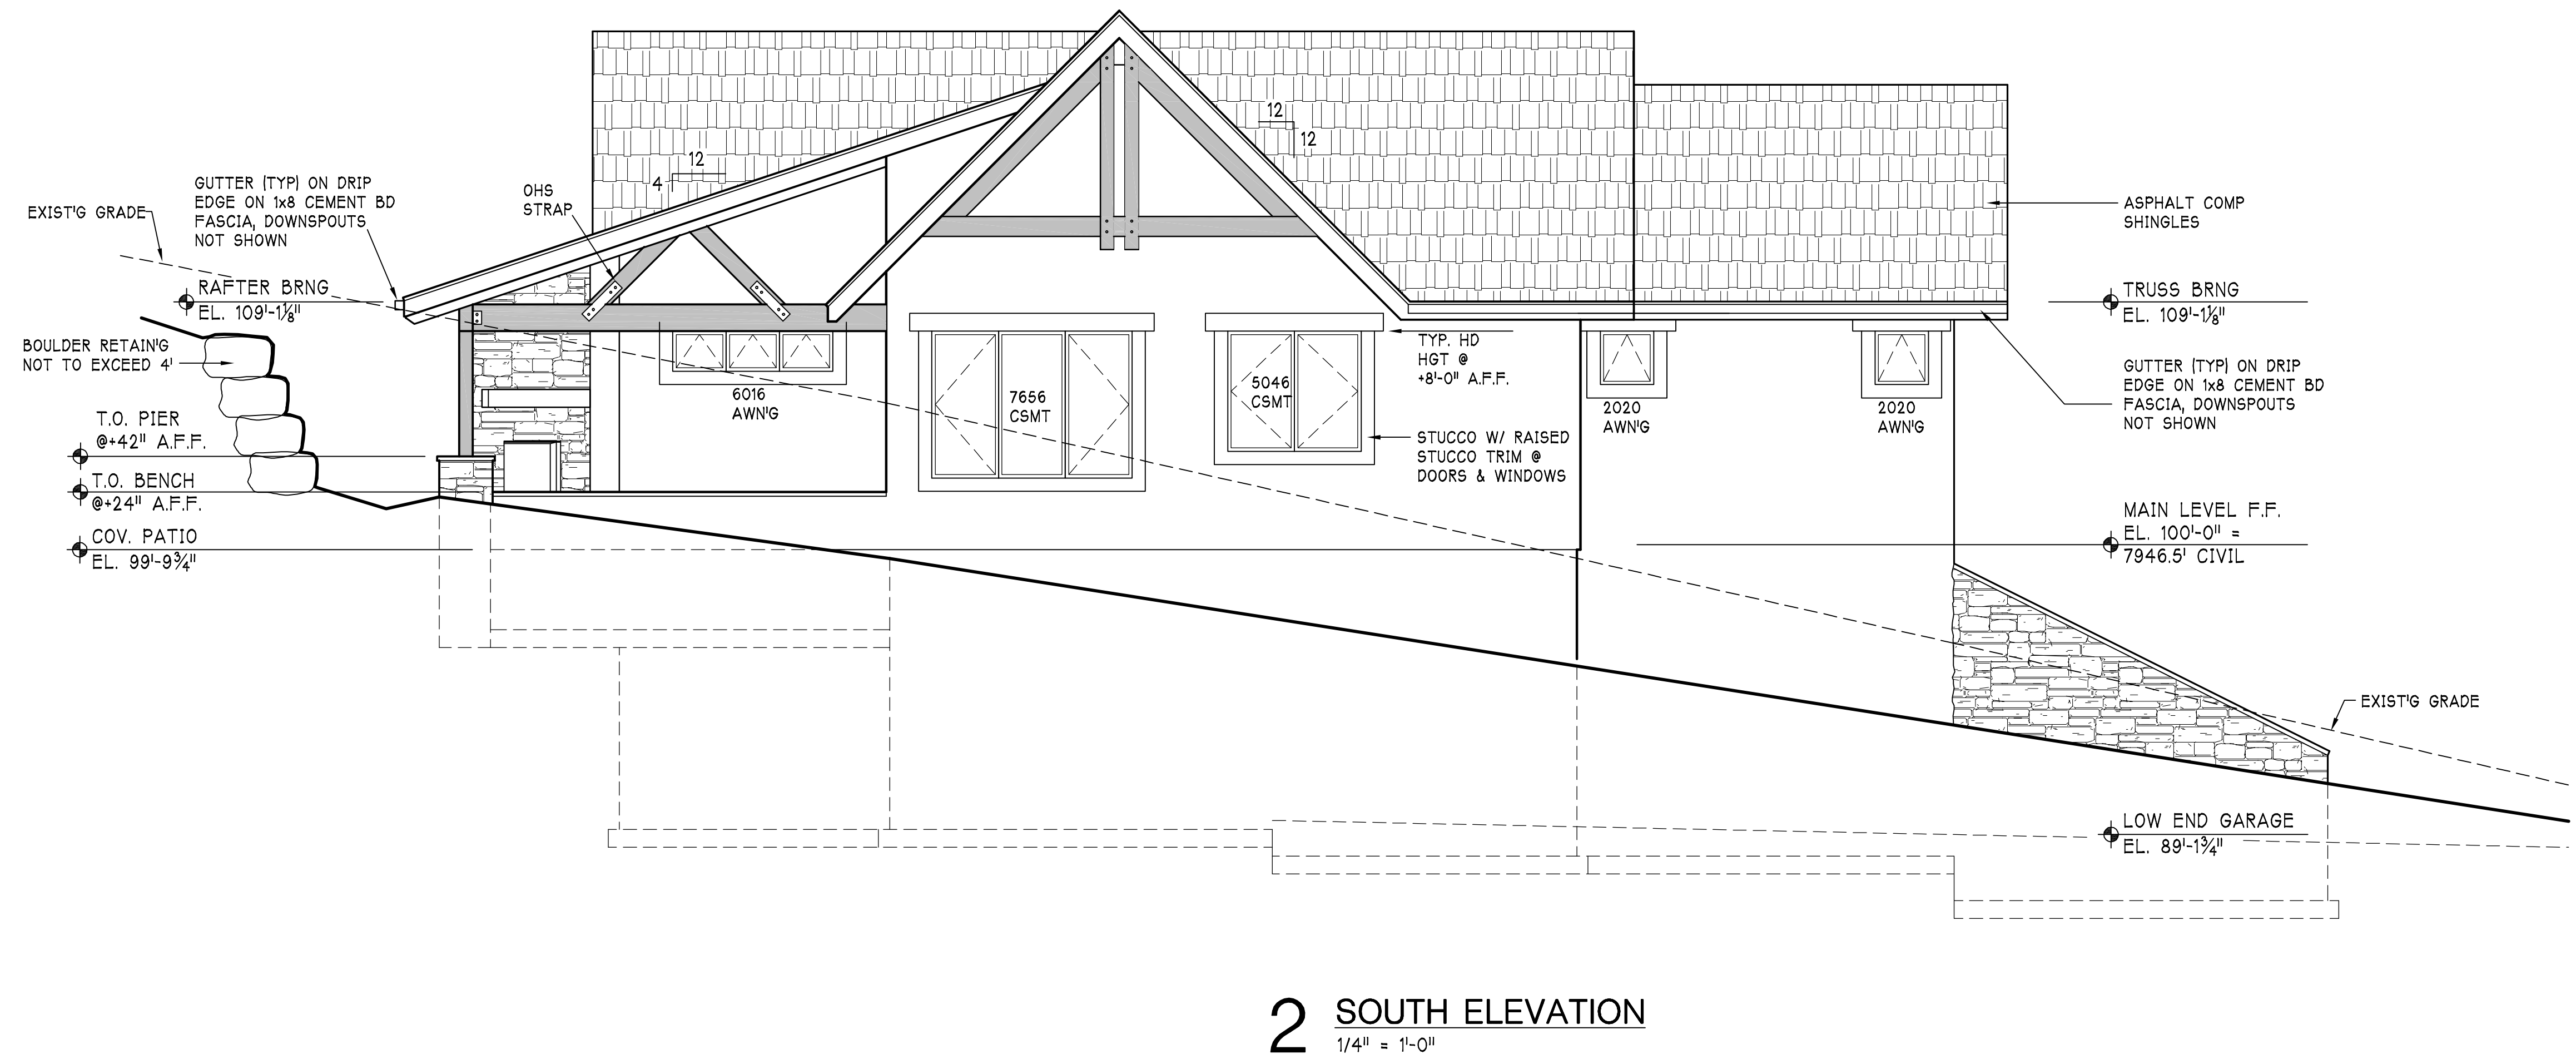 12
12
12
4
GUTTER (TYP) ON DRIP
EDGE ON 1x8 CEMENT BD
FASCIA, DOWNSPOUTS
NOT SHOWN
EXIST'G GRADE
OHS
STRAP
ASPHALT COMP
SHINGLES
RAFTER BRNG
EL. 109'-1⅛"
TRUSS BRNG
EL. 109'-1⅛"
BOULDER RETAIN'G
NOT TO EXCEED 4'
TYP. HD
HGT @
+8'-0" A.F.F.
GUTTER (TYP) ON DRIP
EDGE ON 1x8 CEMENT BD
FASCIA, DOWNSPOUTS
NOT SHOWN
6016
AWN'G
7656
CSMT
5046
CSMT
2020
AWN'G
2020
AWN'G
T.O. PIER
@+42" A.F.F.
STUCCO W/ RAISED
STUCCO TRIM @
DOORS & WINDOWS
T.O. BENCH
@+24" A.F.F.
COV. PATIO
EL. 99'-9¾"
MAIN LEVEL F.F.
EL. 100'-0" =
7946.5' CIVIL
EXIST'G GRADE
LOW END GARAGE
EL. 89'-1¾"
2 SOUTH ELEVATION
1/4" = 1'-0"